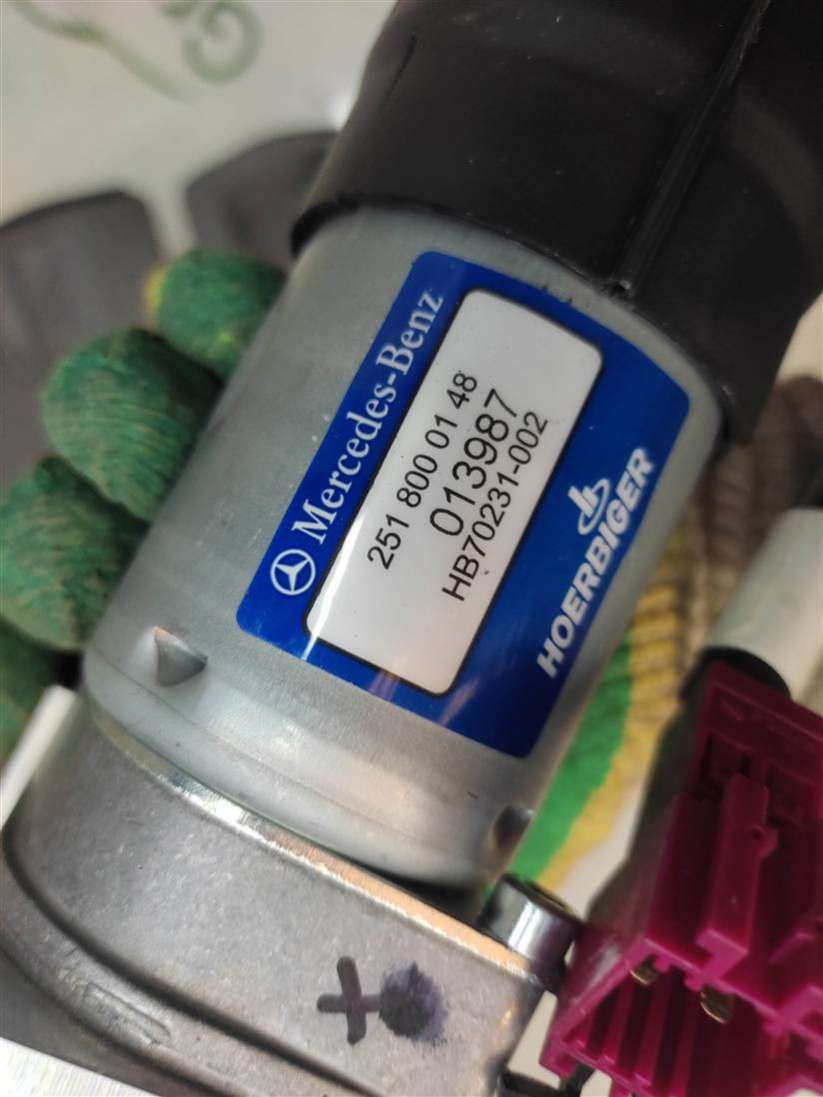 Mercedes-Benz
251 800 01 48
013987
HB70231-002
HOERBIGER